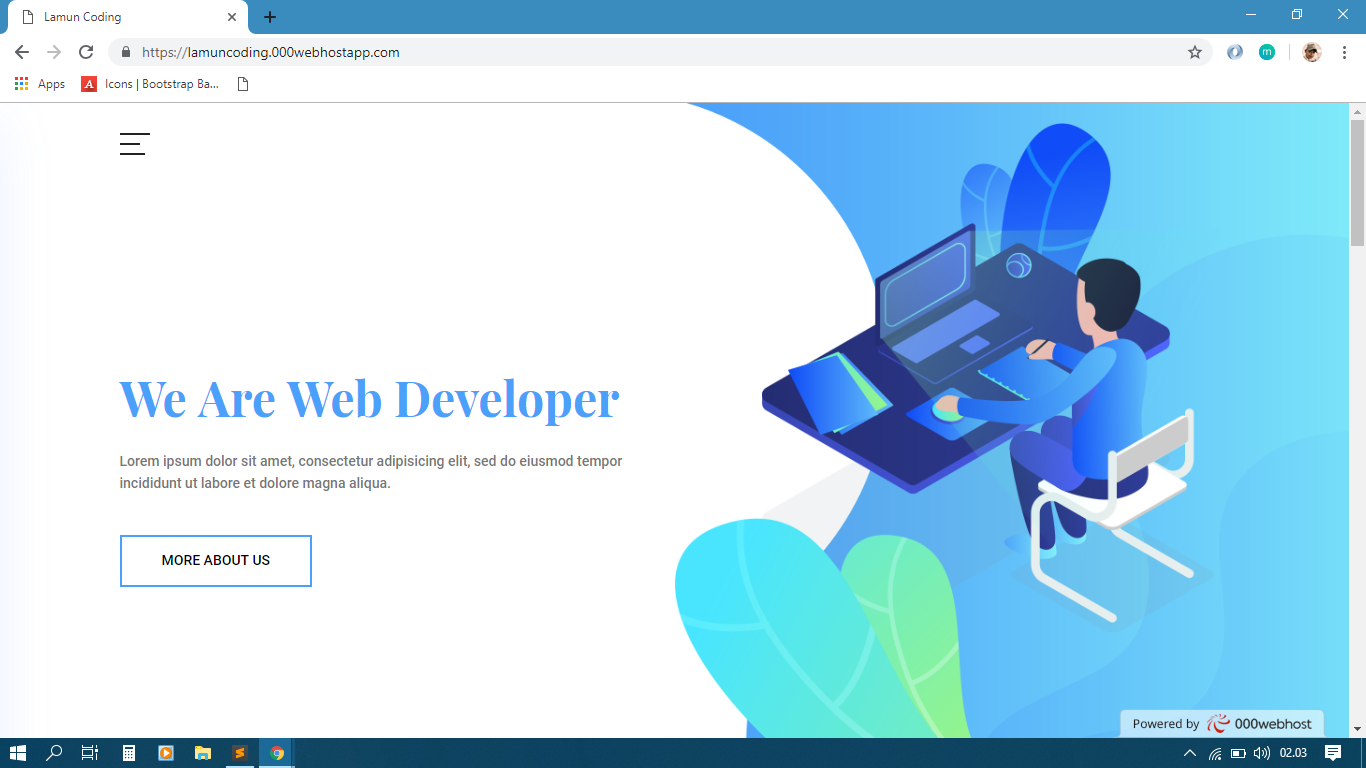 Lamun Coding
https://lamuncoding.000webhostapp.com
m
Apps
A
Icons | Bootstrap Ba...
We Are Web Developer
Lorem ipsum dolor sit amet, consectetur adipisicing elit, sed do eiusmod tempor
incididunt ut labore et dolore magna aliqua.
MORE ABOUT US
Powered by 000webhost
02.03